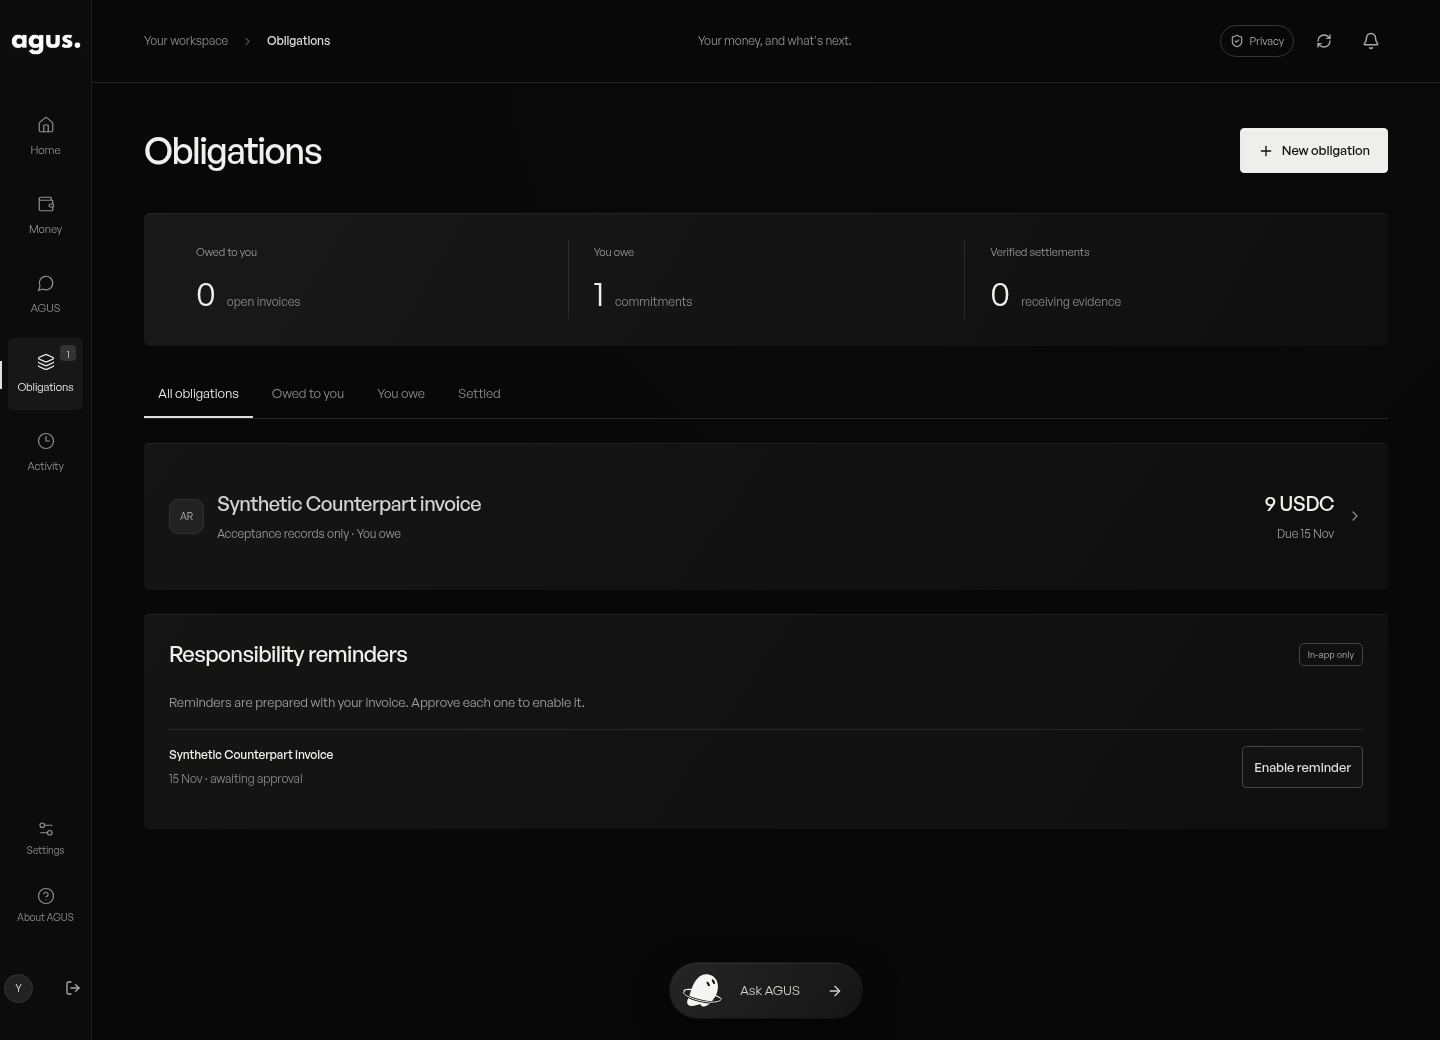 agus.
Your workspace > Obligations
Your money, and what's next.
Privacy
Home
Money
AGUS
1
Obligations
Activity
Settings
About AGUS
Y
Obligations
+ New obligation
Owed to you
0 open invoices
You owe
1 commitments
Verified settlements
0 receiving evidence
All obligations
Owed to you
You owe
Settled
AR
Synthetic Counterpart invoice
Acceptance records only · You owe
9 USDC
Due 15 Nov
Responsibility reminders
In-app only
Reminders are prepared with your invoice. Approve each one to enable it.
Synthetic Counterpart invoice
15 Nov · awaiting approval
Enable reminder
Ask AGUS